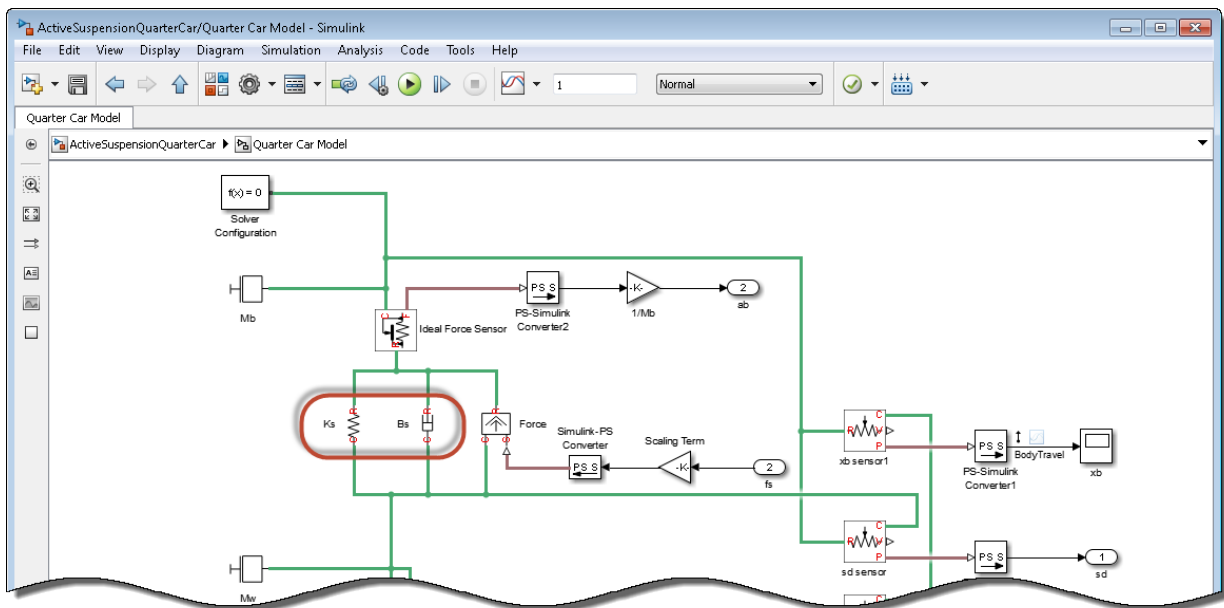 ActiveSuspensionQuarterCar/Quarter Car Model - Simulink
File Edit View Display Diagram Simulation Analysis Code Tools Help
1 Normal
Quarter Car Model
ActiveSuspensionQuarterCar Quarter Car Model
f(x) = 0
Solver
Configuration
Mb
C F
R
Ideal Force Sensor
PS S
PS-Simulink
Converter2
-K-
1/Mb
2
ab
Ks
R
C
Bs
R
C
R
C S
Force
Simulink-PS
Converter
PS S
Scaling Term
-K-
2
fs
R C V P
xb sensor1
PS S
PS-Simulink
Converter1
BodyTravel
xb
R C V P
sd sensor
PS S
1
sd
Mw
C